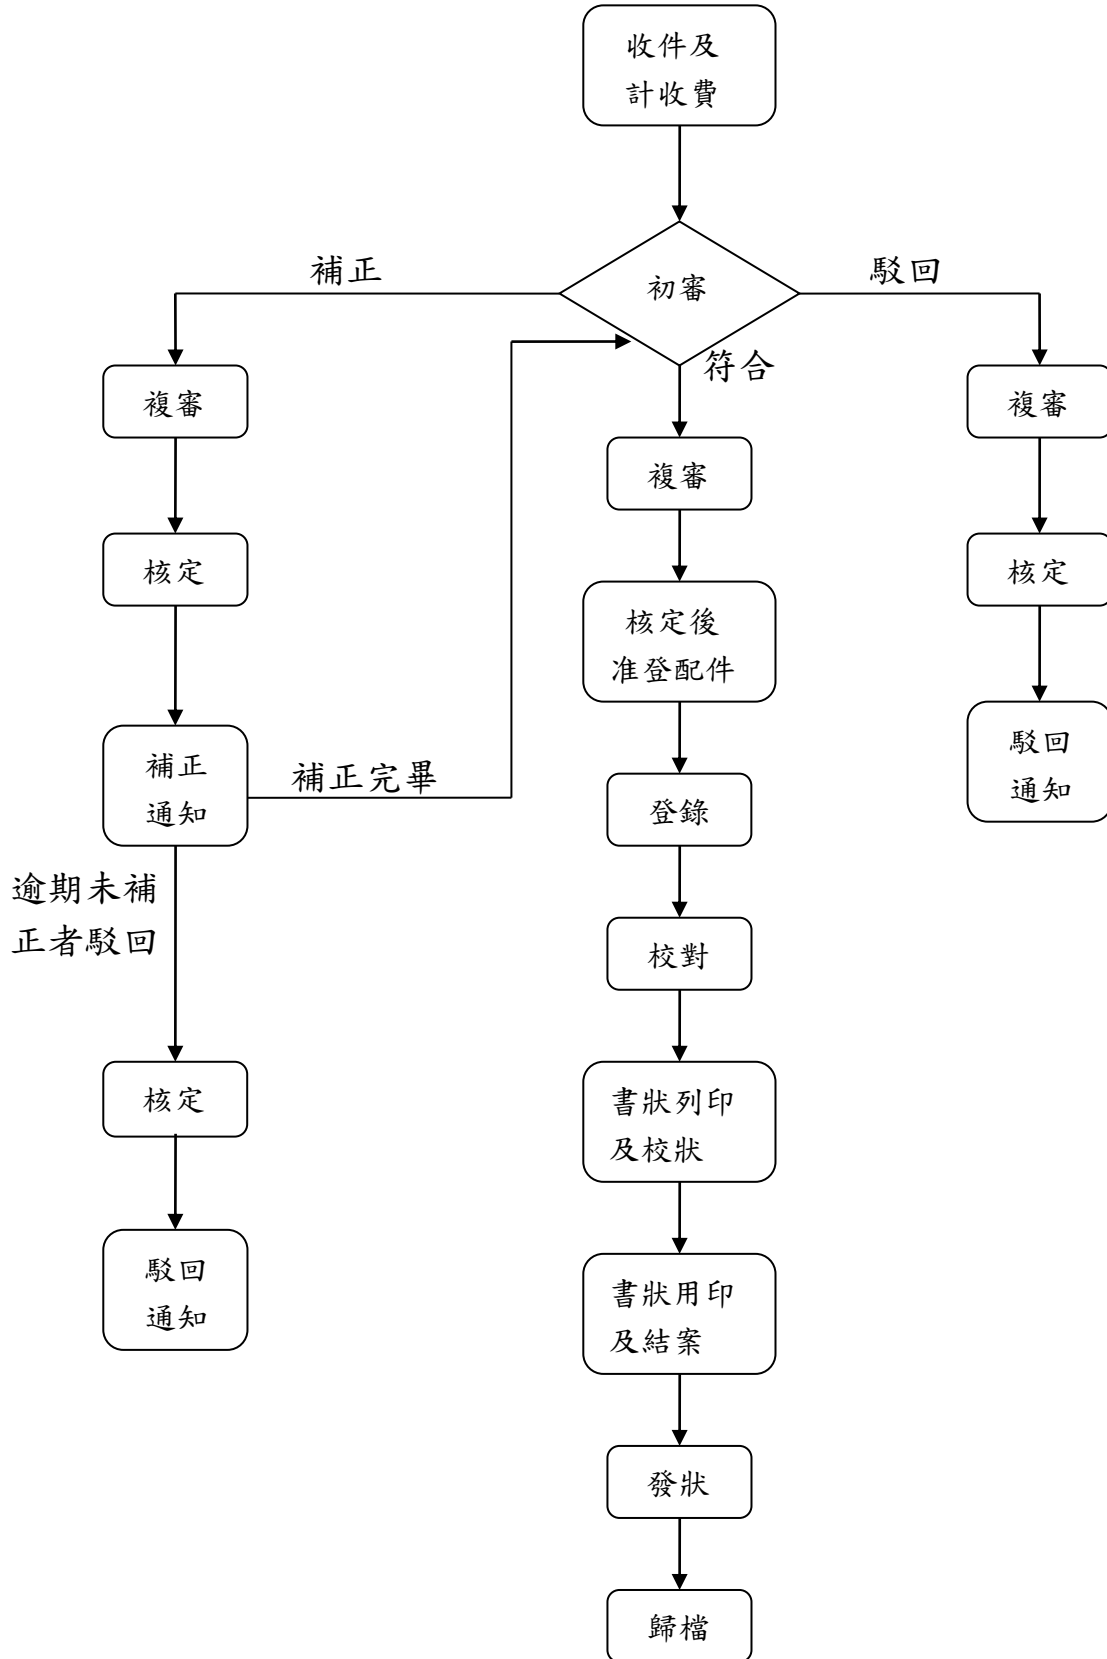 收件及
計收費
初審
補正
駁回
符合
複審
複審
複審
核定
核定
核定後
准登配件
補正
通知
補正完畢
駁回
通知
登錄
逾期未補
正者駁回
校對
核定
書狀列印
及校狀
駁回
通知
書狀用印
及結案
發狀
歸檔